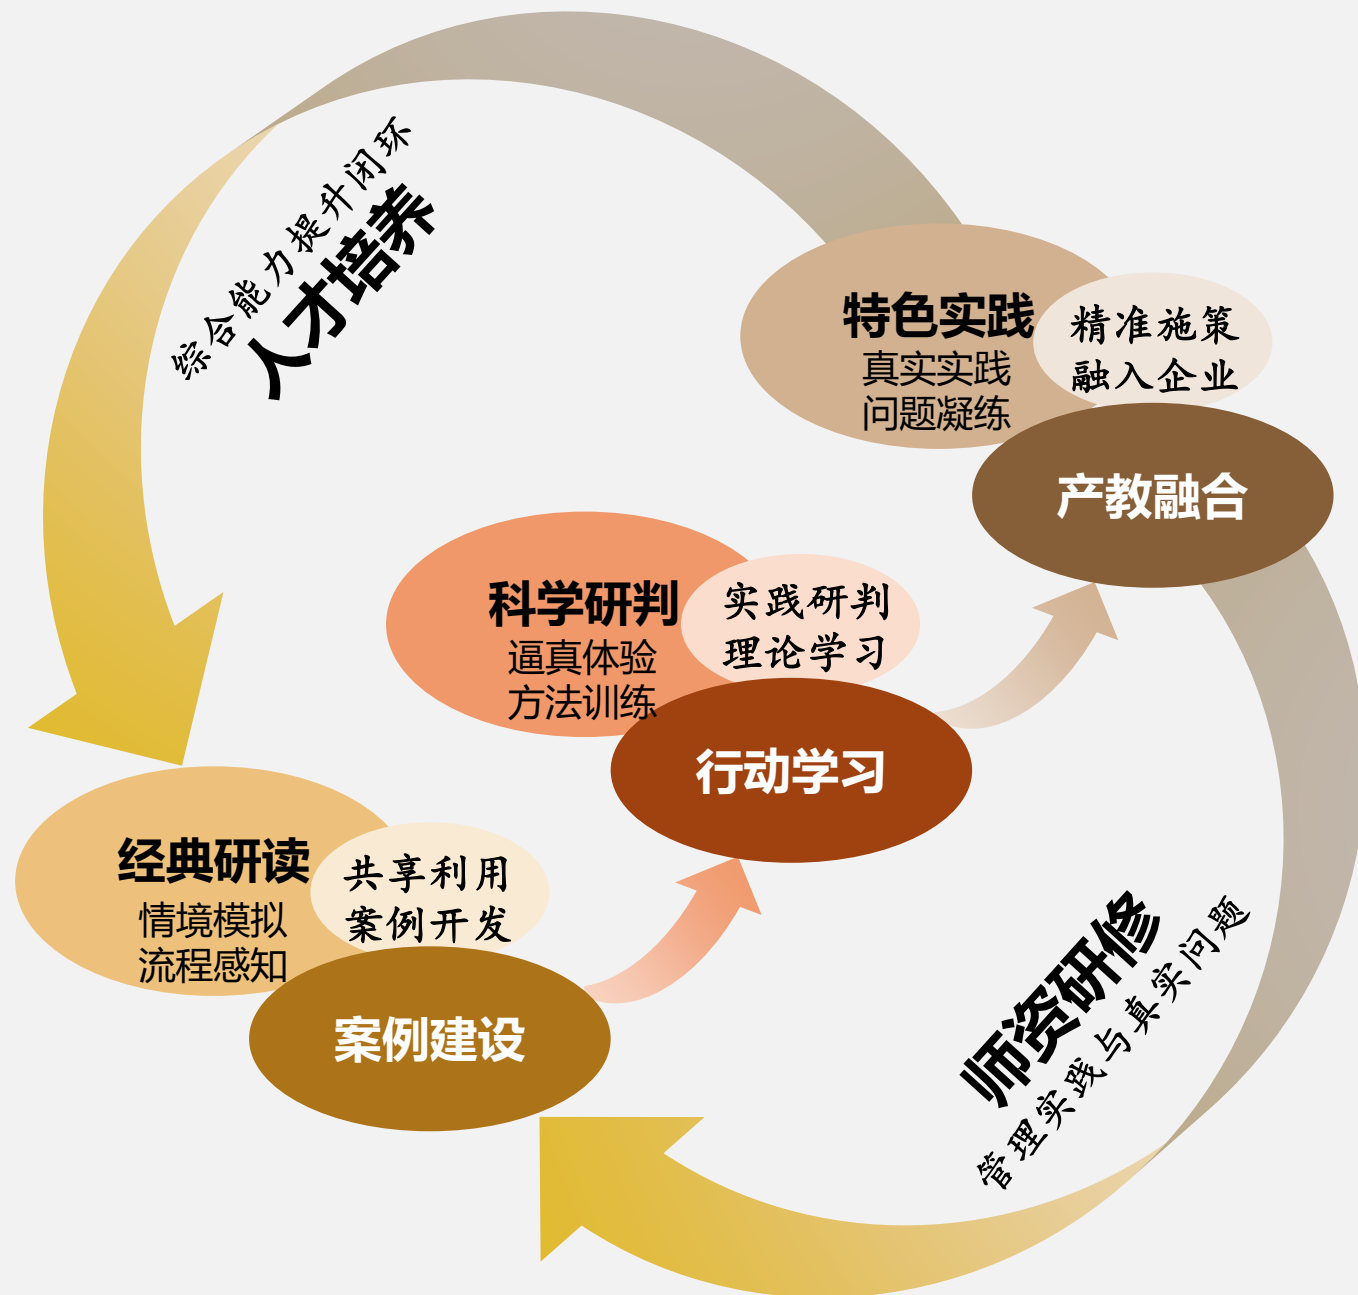 综合能力提升闭环
人才培养
特色实践
真实实践
问题凝练
精准施策
融入企业
产教融合
科学研判
逼真体验
方法训练
实践研判
理论学习
行动学习
经典研读
情境模拟
流程感知
共享利用
案例开发
案例建设
师资研修
管理实践与真实问题